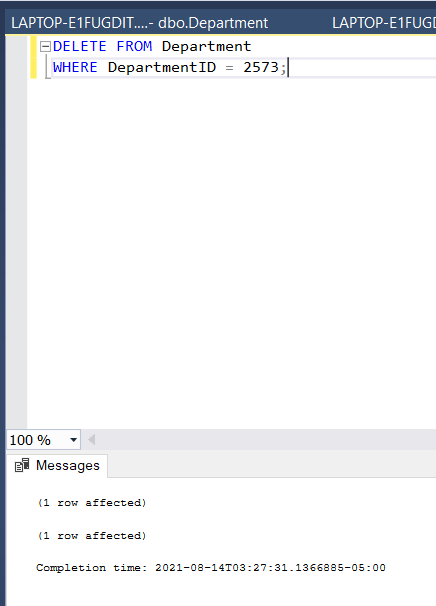 LAPTOP-E1FUGDIT....- dbo.Department LAPTOP-E1FUGD
DELETE FROM Department
WHERE DepartmentID = 2573;
100 %
Messages
(1 row affected)
(1 row affected)
Completion time: 2021-08-14T03:27:31.1366885-05:00